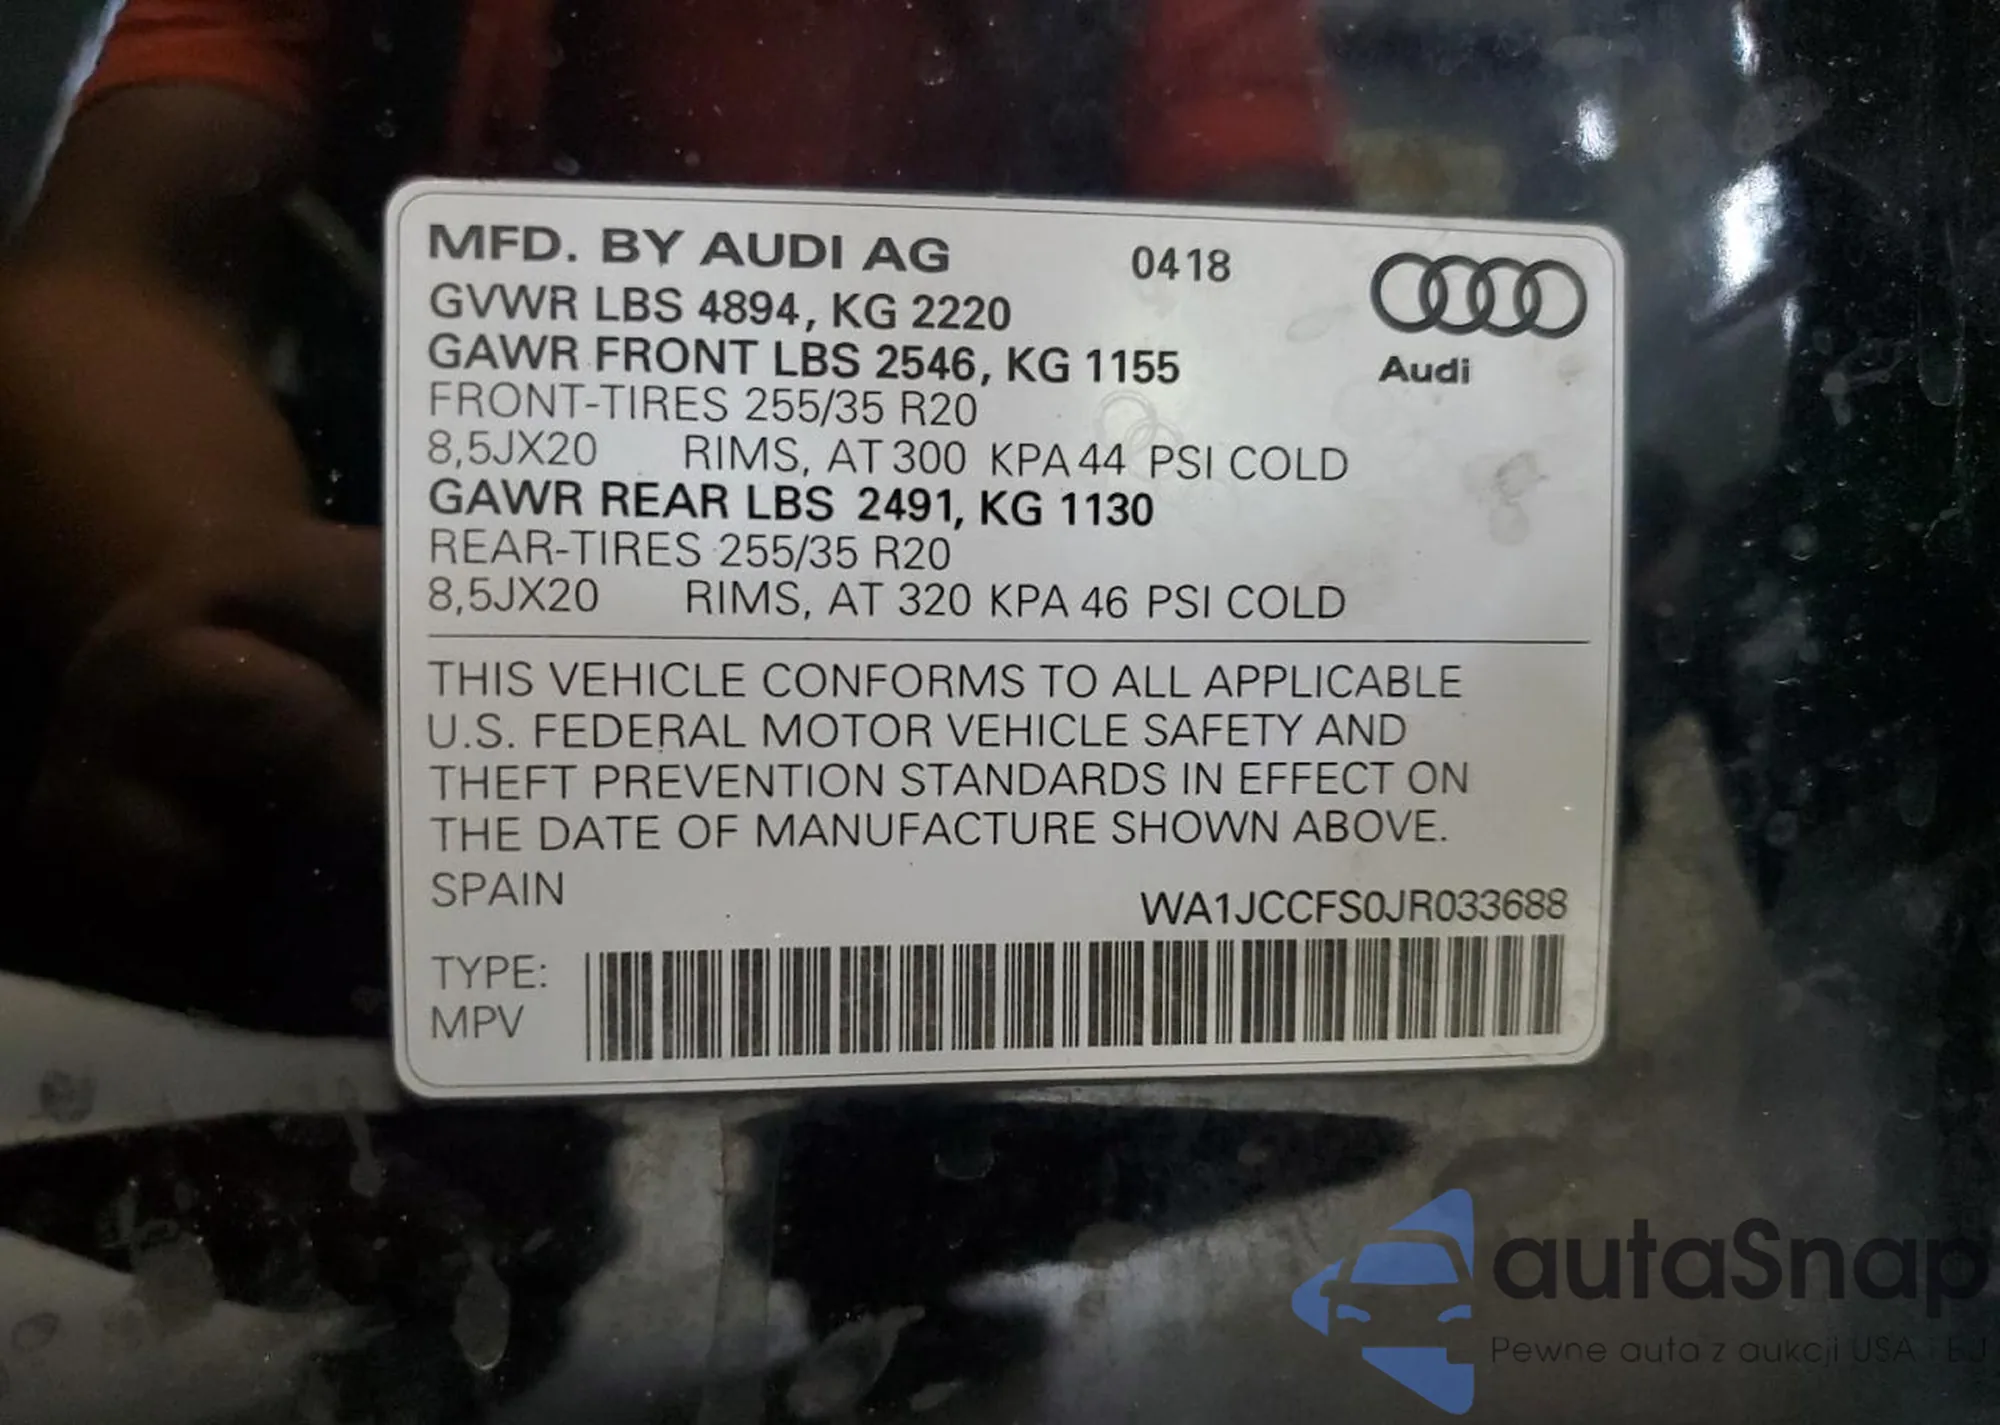 MFD. BY AUDI AG 0418
GVWR LBS 4894, KG 2220
GAWR FRONT LBS 2546, KG 1155
Audi
FRONT-TIRES 255/35 R20
8,5JX20 RIMS, AT 300 KPA 44 PSI COLD
GAWR REAR LBS 2491, KG 1130
REAR-TIRES 255/35 R20
8,5JX20 RIMS, AT 320 KPA 46 PSI COLD
THIS VEHICLE CONFORMS TO ALL APPLICABLE
U.S. FEDERAL MOTOR VEHICLE SAFETY AND
THEFT PREVENTION STANDARDS IN EFFECT ON
THE DATE OF MANUFACTURE SHOWN ABOVE.
SPAIN
WA1JCCFS0JR033688
TYPE:
MPV
autaSnap
Pewne auta z aukcji USA i EU